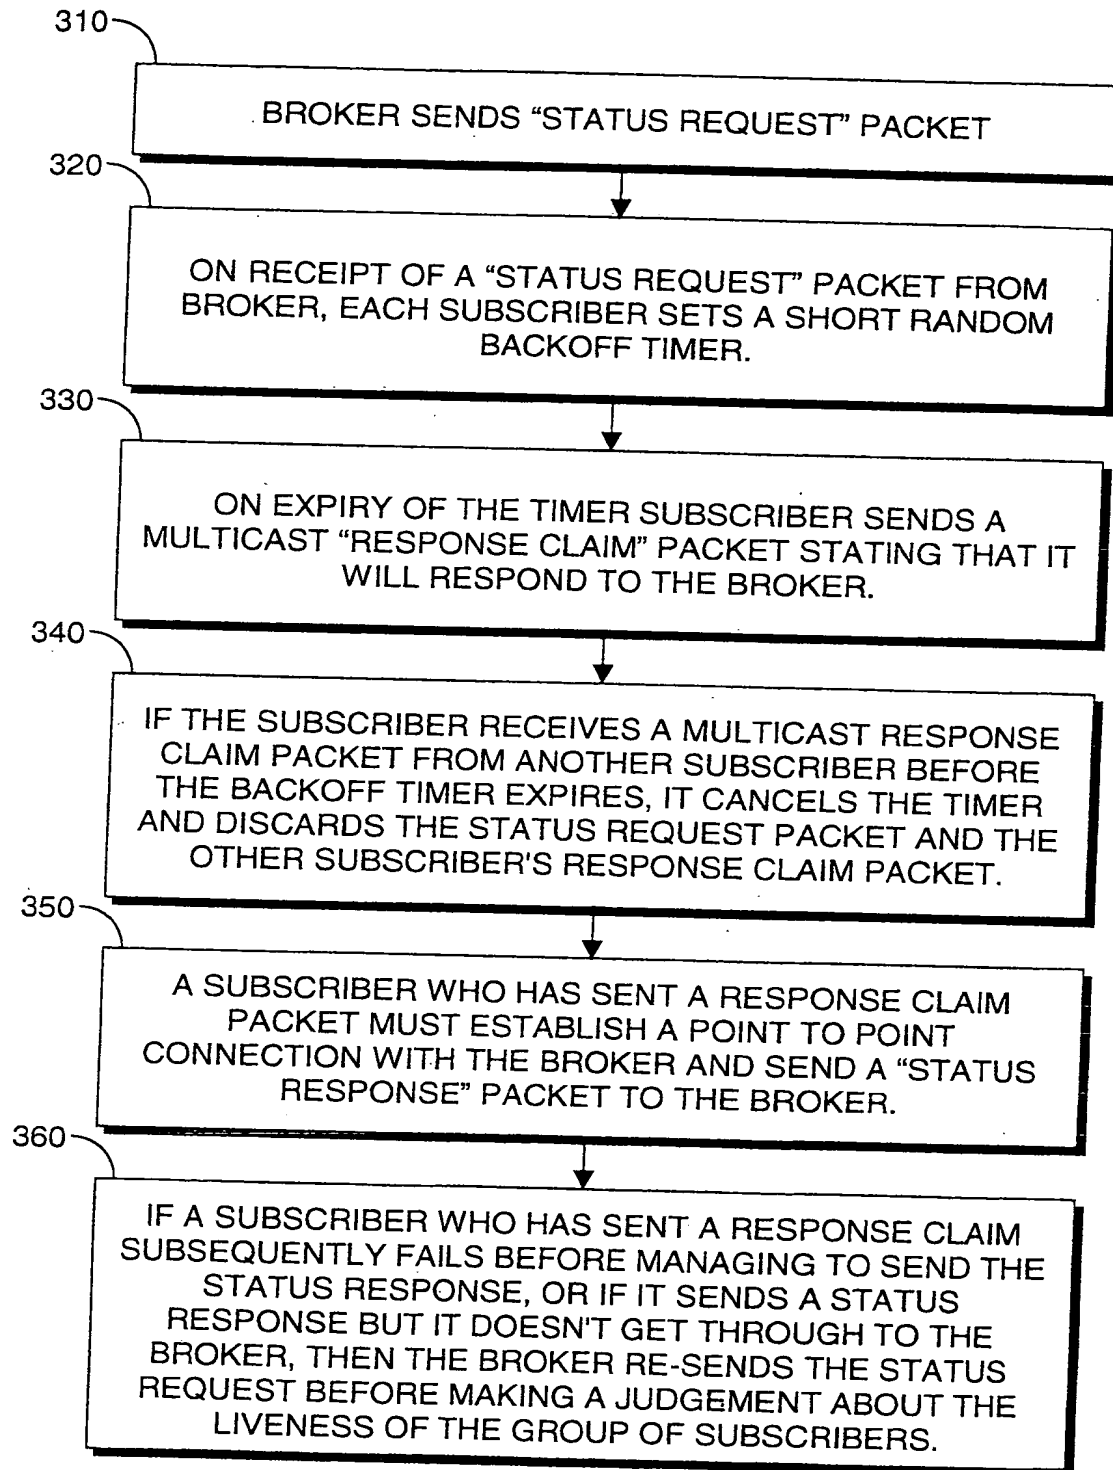 310
BROKER SENDS “STATUS REQUEST” PACKET
320
ON RECEIPT OF A “STATUS REQUEST” PACKET FROM
BROKER, EACH SUBSCRIBER SETS A SHORT RANDOM
BACKOFF TIMER.
330
ON EXPIRY OF THE TIMER SUBSCRIBER SENDS A
MULTICAST “RESPONSE CLAIM” PACKET STATING THAT IT
WILL RESPOND TO THE BROKER.
340
IF THE SUBSCRIBER RECEIVES A MULTICAST RESPONSE
CLAIM PACKET FROM ANOTHER SUBSCRIBER BEFORE
THE BACKOFF TIMER EXPIRES, IT CANCELS THE TIMER
AND DISCARDS THE STATUS REQUEST PACKET AND THE
OTHER SUBSCRIBER'S RESPONSE CLAIM PACKET.
350
A SUBSCRIBER WHO HAS SENT A RESPONSE CLAIM
PACKET MUST ESTABLISH A POINT TO POINT
CONNECTION WITH THE BROKER AND SEND A “STATUS
RESPONSE” PACKET TO THE BROKER.
360
IF A SUBSCRIBER WHO HAS SENT A RESPONSE CLAIM
SUBSEQUENTLY FAILS BEFORE MANAGING TO SEND THE
STATUS RESPONSE, OR IF IT SENDS A STATUS
RESPONSE BUT IT DOESN'T GET THROUGH TO THE
BROKER, THEN THE BROKER RE-SENDS THE STATUS
REQUEST BEFORE MAKING A JUDGEMENT ABOUT THE
LIVENESS OF THE GROUP OF SUBSCRIBERS.